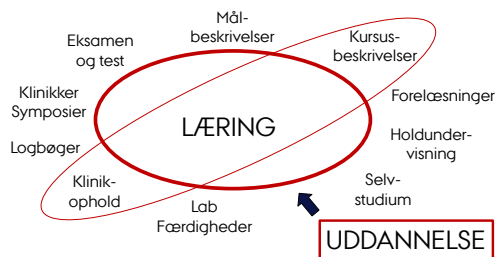 Mål-
beskrivelser
Kursus-
beskrivelser
Eksamen
og test
Klinikker
Symposier
Forelæsninger
LÆRING
Logbøger
Holdunder-
visning
Klinik-
ophold
Selv-
studium
Lab
Færdigheder
UDDANNELSE